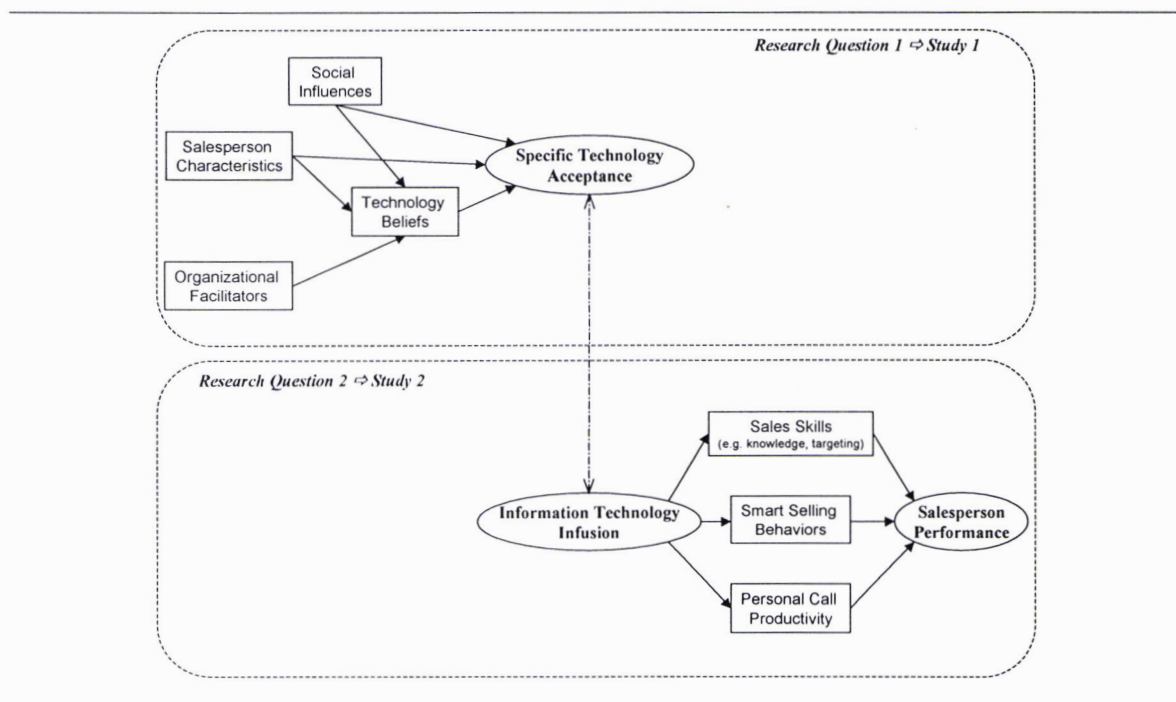 Research Question 1 ⇨ Study 1
Social
Influences
Salesperson
Characteristics
Specific Technology
Acceptance
Technology
Beliefs
Organizational
Facilitators
Research Question 2 ⇨ Study 2
Sales Skills
(e.g. knowledge, targeting)
Information Technology
Infusion
Smart Selling
Behaviors
Salesperson
Performance
Personal Call
Productivity